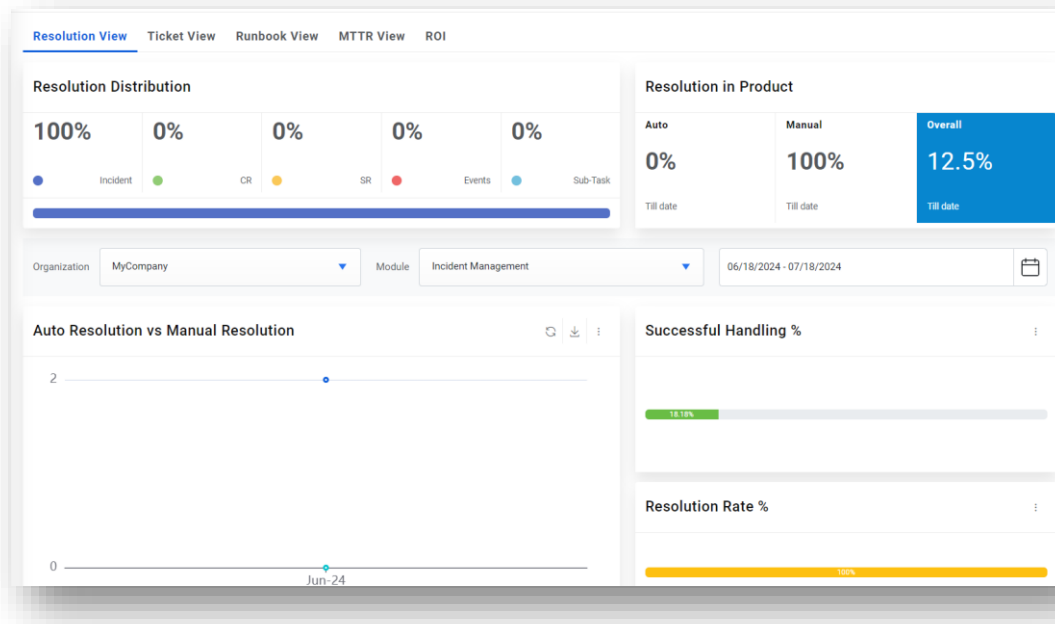 Resolution View Ticket View Runbook View MTTR View ROI
Resolution Distribution
100% 0% 0% 0% 0%
Incident CR SR Events Sub-Task
Resolution in Product
Auto Manual Overall
0% 100% 12.5%
Till date Till date Till date
Organization MyCompany Module Incident Management 06/18/2024 - 07/18/2024
Auto Resolution vs Manual Resolution
2
0
Jun-24
Successful Handling %
18.18%
Resolution Rate %
100%